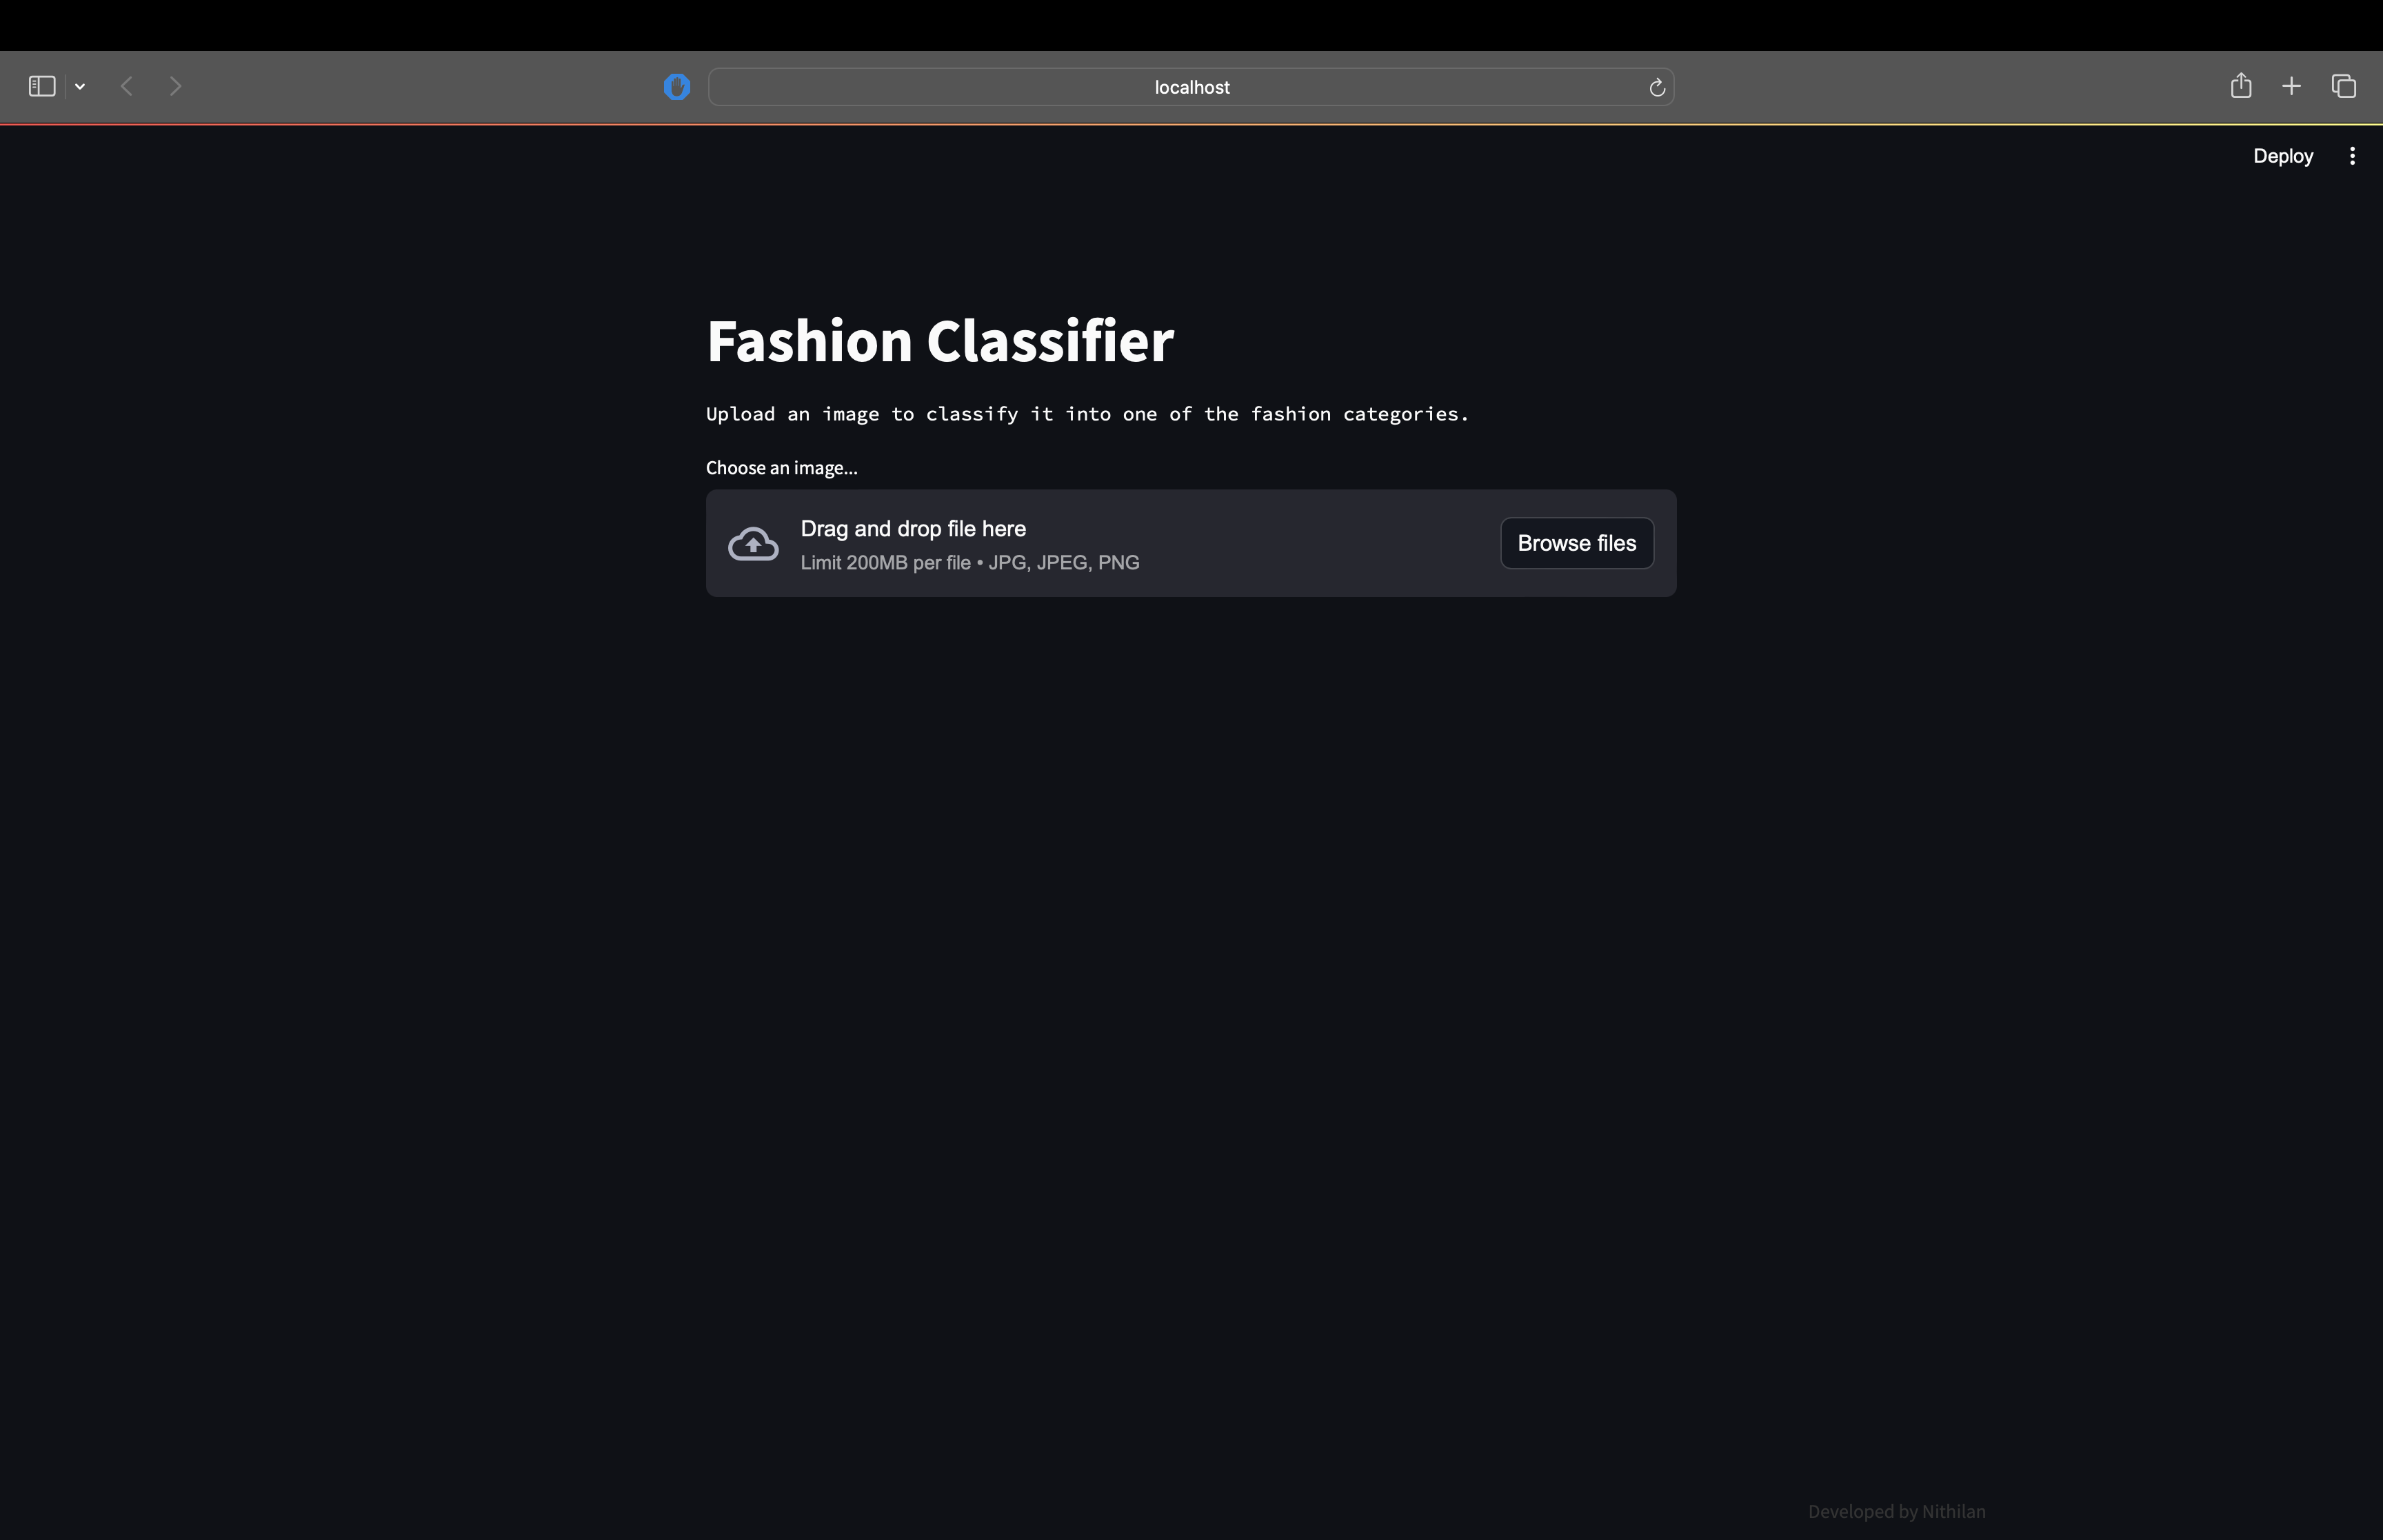 localhost
Deploy
Fashion Classifier
Upload an image to classify it into one of the fashion categories.
Choose an image...
Drag and drop file here
Limit 200MB per file • JPG, JPEG, PNG
Browse files
Developed by Nithilan